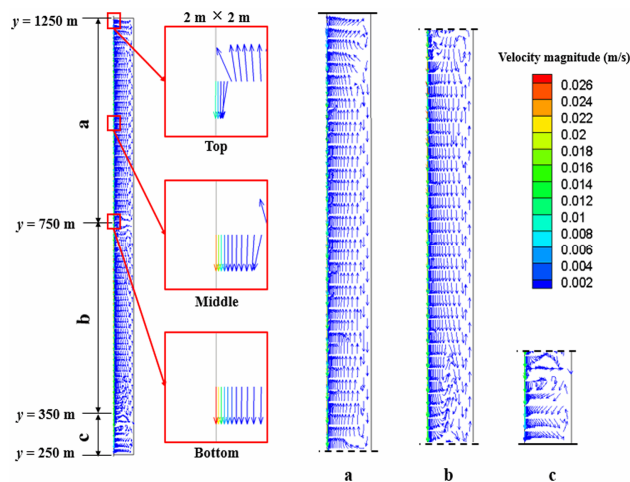 y = 1250 m
2 m × 2 m
Velocity magnitude (m/s)
a
Top
0.026
0.024
0.022
0.02
0.018
0.016
0.014
0.012
0.01
0.008
0.006
0.004
0.002
y = 750 m
Middle
b
y = 350 m
c
y = 250 m
Bottom
a
b
c